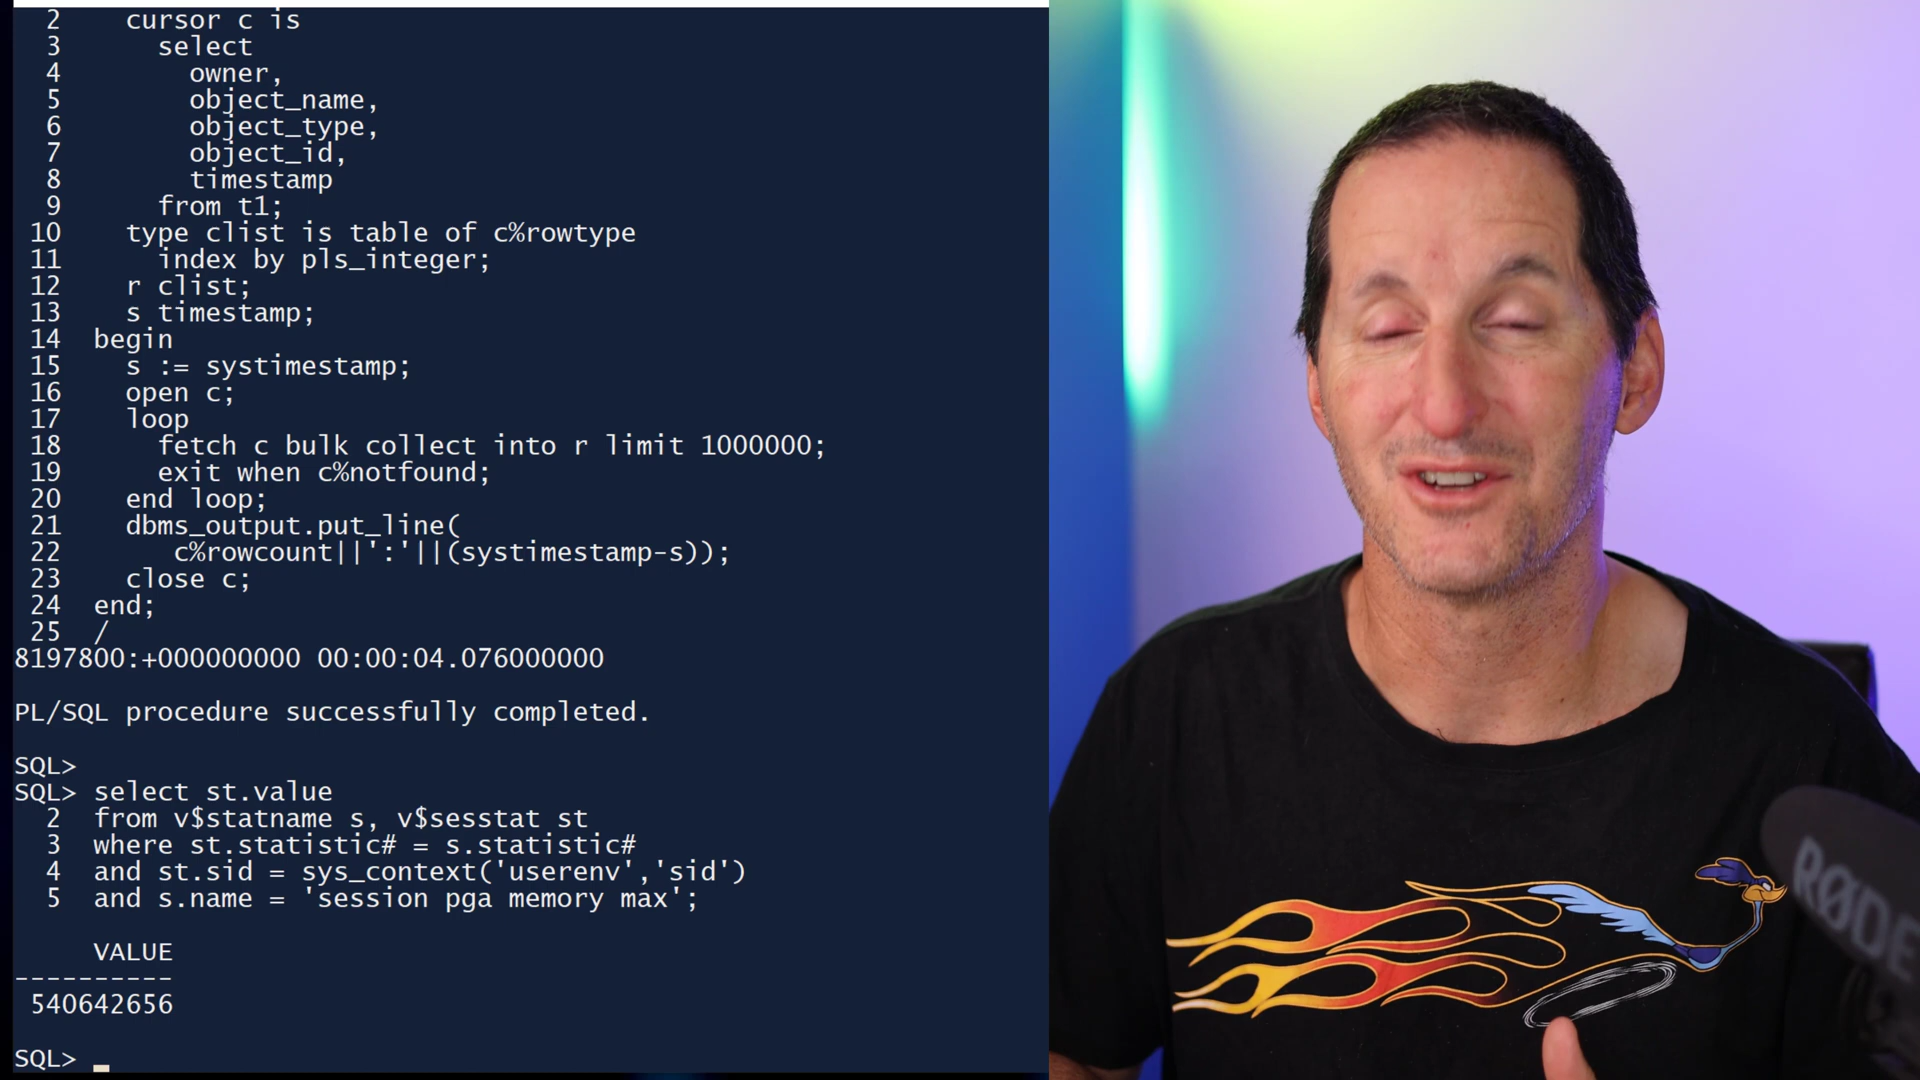 2 cursor c is
3 select
4 owner,
5 object_name,
6 object_type,
7 object_id,
8 timestamp
9 from t1;
10 type clist is table of c%rowtype
11 index by pls_integer;
12 r clist;
13 s timestamp;
14 begin
15 s := systimestamp;
16 open c;
17 loop
18 fetch c bulk collect into r limit 1000000;
19 exit when c%notfound;
20 end loop;
21 dbms_output.put_line(
22 c%rowcount||':'||(systimestamp-s));
23 close c;
24 end;
25 /
8197800:+000000000 00:00:04.076000000
PL/SQL procedure successfully completed.
SQL>
SQL> select st.value
2 from v$statname s, v$sesstat st
3 where st.statistic# = s.statistic#
4 and st.sid = sys_context('userenv','sid')
5 and s.name = 'session pga memory max';
VALUE
----------
540642656
SQL>
RØDE